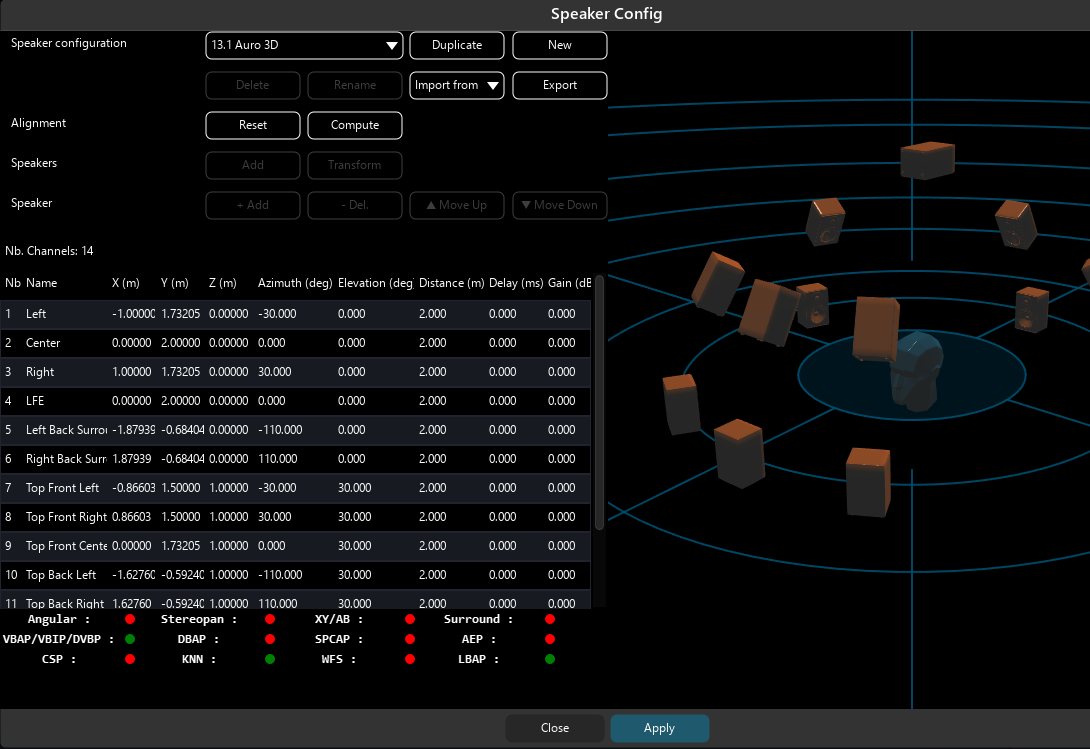 Speaker Config
Speaker configuration 13.1 Auro 3D Duplicate New
Delete Rename Import from Export
Alignment Reset Compute
Speakers Add Transform
Speaker + Add - Del. Move Up Move Down
Nb. Channels: 14
Nb Name X (m) Y (m) Z (m) Azimuth (deg) Elevation (deg Distance (m) Delay (ms) Gain (dE
1 Left -1.00000 1.73205 0.00000 -30.000 0.000 2.000 0.000 0.000
2 Center 0.00000 2.00000 0.00000 0.000 0.000 2.000 0.000 0.000
3 Right 1.00000 1.73205 0.00000 30.000 0.000 2.000 0.000 0.000
4 LFE 0.00000 2.00000 0.00000 0.000 0.000 2.000 0.000 0.000
5 Left Back Surrou -1.87939 -0.68404 0.00000 -110.000 0.000 2.000 0.000 0.000
6 Right Back Surr 1.87939 -0.68404 0.00000 110.000 0.000 2.000 0.000 0.000
7 Top Front Left -0.86603 1.50000 1.00000 -30.000 30.000 2.000 0.000 0.000
8 Top Front Right 0.86603 1.50000 1.00000 30.000 30.000 2.000 0.000 0.000
9 Top Front Cente 0.00000 1.73205 1.00000 0.000 30.000 2.000 0.000 0.000
10 Top Back Left -1.62760 -0.59240 1.00000 -110.000 30.000 2.000 0.000 0.000
11 Top Back Right 1.62760 -0.59240 1.00000 110.000 30.000 2.000 0.000 0.000
Angular : Stereopan : XY/AB : Surround :
VBAP/VBIP/DVBP : DBAP : SPCAP : AEP :
CSP : KNN : WFS : LBAP :
Close Apply